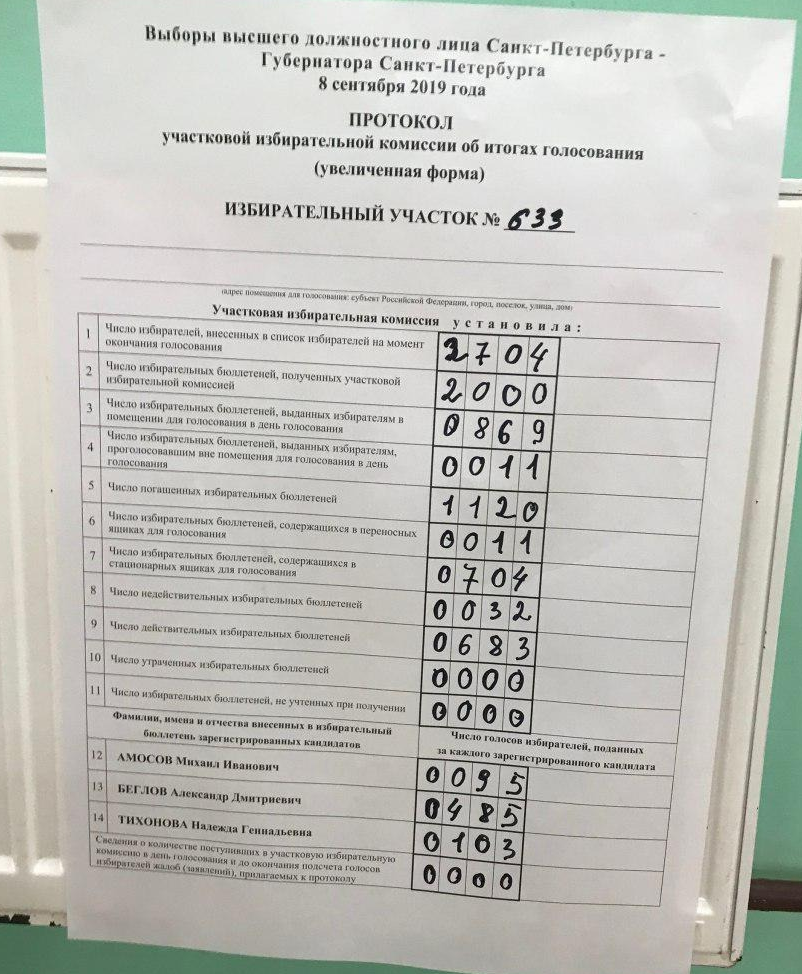 Выборы высшего должностного лица Санкт-Петербурга -
Губернатора Санкт-Петербурга
8 сентября 2019 года
ПРОТОКОЛ
участковой избирательной комиссии об итогах голосования
(увеличенная форма)
ИЗБИРАТЕЛЬНЫЙ УЧАСТОК № 633
(адрес помещения для голосования: субъект Российской Федерации, город, поселок, улица, дом)
Участковая избирательная комиссия установила:
1 Число избирателей, внесенных в список избирателей на момент
окончания голосования 2704
2 Число избирательных бюллетеней, полученных участковой
избирательной комиссией 2000
3 Число избирательных бюллетеней, выданных избирателям в
помещении для голосования в день голосования 0869
4 Число избирательных бюллетеней, выданных избирателям,
проголосовавшим вне помещения для голосования в день
голосования 0011
5 Число погашенных избирательных бюллетеней 1120
6 Число избирательных бюллетеней, содержащихся в переносных
ящиках для голосования 0011
7 Число избирательных бюллетеней, содержащихся в
стационарных ящиках для голосования 0704
8 Число недействительных избирательных бюллетеней 0032
9 Число действительных избирательных бюллетеней 0683
10 Число утраченных избирательных бюллетеней 0000
11 Число избирательных бюллетеней, не учтенных при получении 0000
Фамилии, имена и отчества внесенных в избирательный
бюллетень зарегистрированных кандидатов
Число голосов избирателей, поданных
за каждого зарегистрированного кандидата
12 АМОСОВ Михаил Иванович 0095
13 БЕГЛОВ Александр Дмитриевич 0485
14 ТИХОНОВА Надежда Геннадьевна 0103
Сведения о количестве поступивших в участковую избирательную
комиссию в день голосования и до окончания подсчета голосов
избирателей жалоб (заявлений), прилагаемых к протоколу 0000